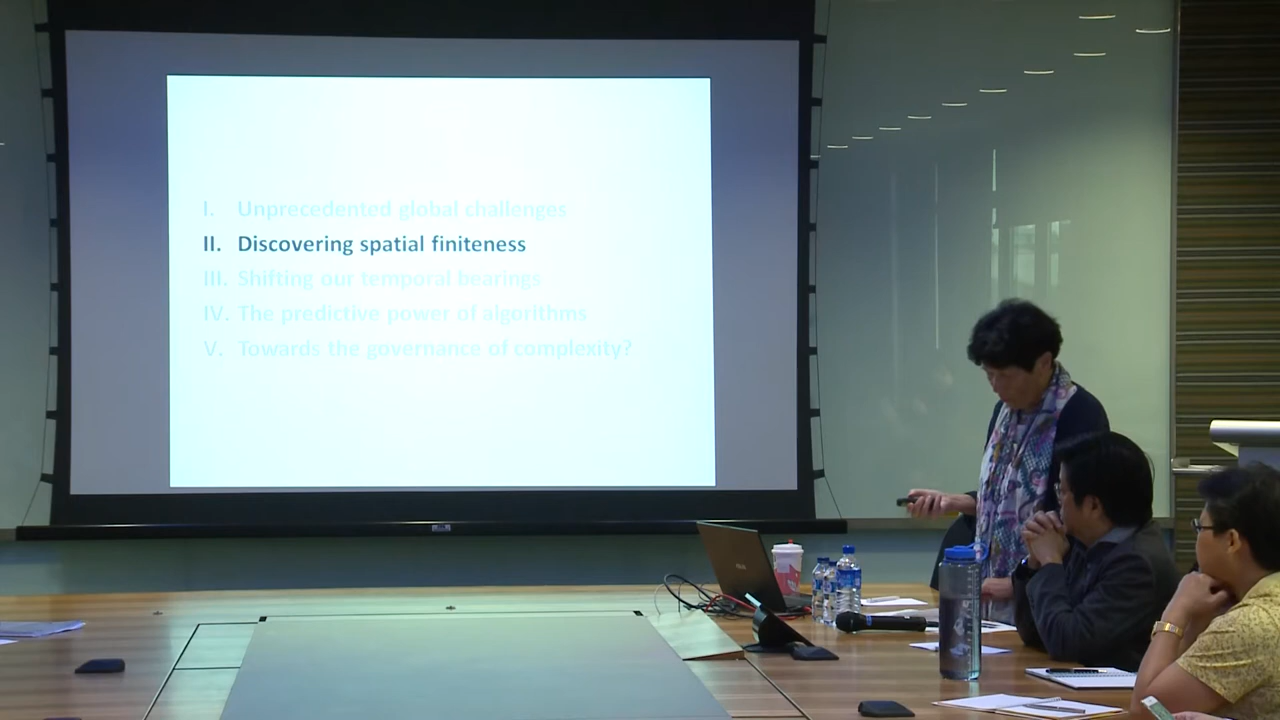 I. Unprecedented global challenges
II. Discovering spatial finiteness
III. Shifting our temporal bearings
IV. The predictive power of algorithms
V. Towards the governance of complexity?